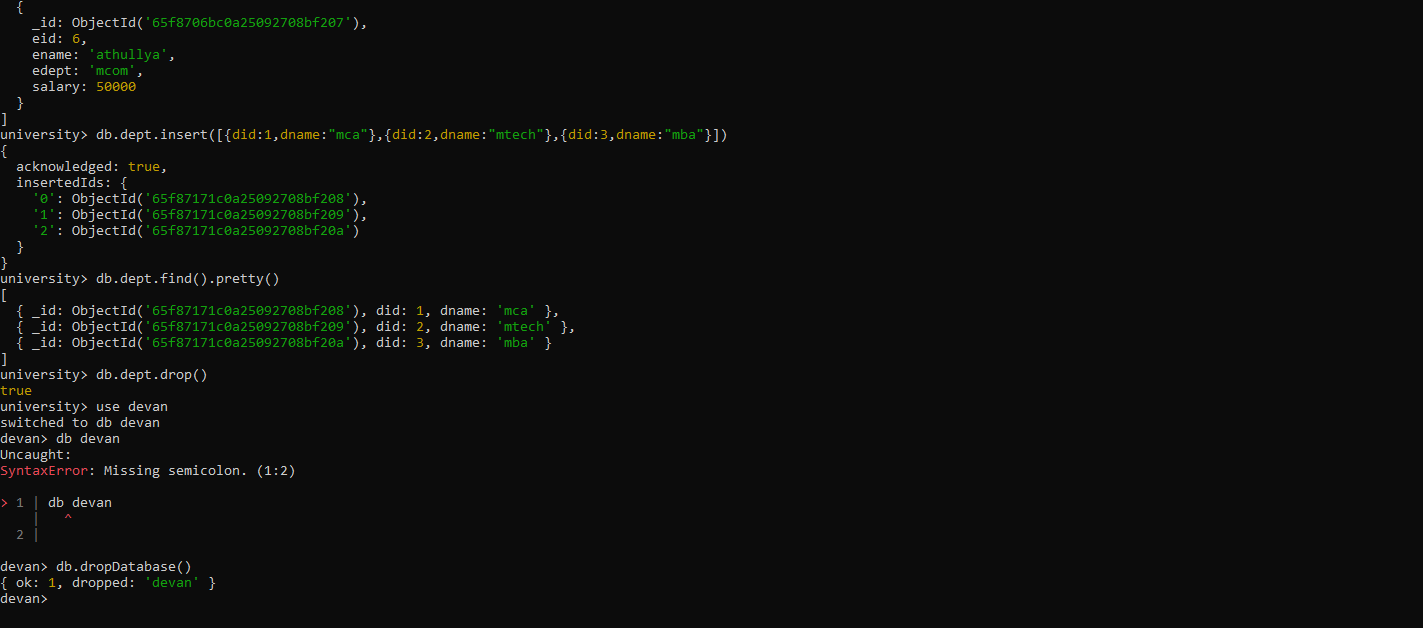 {
    _id: ObjectId('65f8706bc0a25092708bf207'),
    eid: 6,
    ename: 'athullya',
    edept: 'mcom',
    salary: 50000
  }
]
university> db.dept.insert([{did:1,dname:"mca"},{did:2,dname:"mtech"},{did:3,dname:"mba"}])
{
  acknowledged: true,
  insertedIds: {
    '0': ObjectId('65f87171c0a25092708bf208'),
    '1': ObjectId('65f87171c0a25092708bf209'),
    '2': ObjectId('65f87171c0a25092708bf20a')
  }
}
university> db.dept.find().pretty()
[
  { _id: ObjectId('65f87171c0a25092708bf208'), did: 1, dname: 'mca' },
  { _id: ObjectId('65f87171c0a25092708bf209'), did: 2, dname: 'mtech' },
  { _id: ObjectId('65f87171c0a25092708bf20a'), did: 3, dname: 'mba' }
]
university> db.dept.drop()
true
university> use devan
switched to db devan
devan> db devan
Uncaught:
SyntaxError: Missing semicolon. (1:2)

> 1 | db devan
    |   ^
  2 |

devan> db.dropDatabase()
{ ok: 1, dropped: 'devan' }
devan>